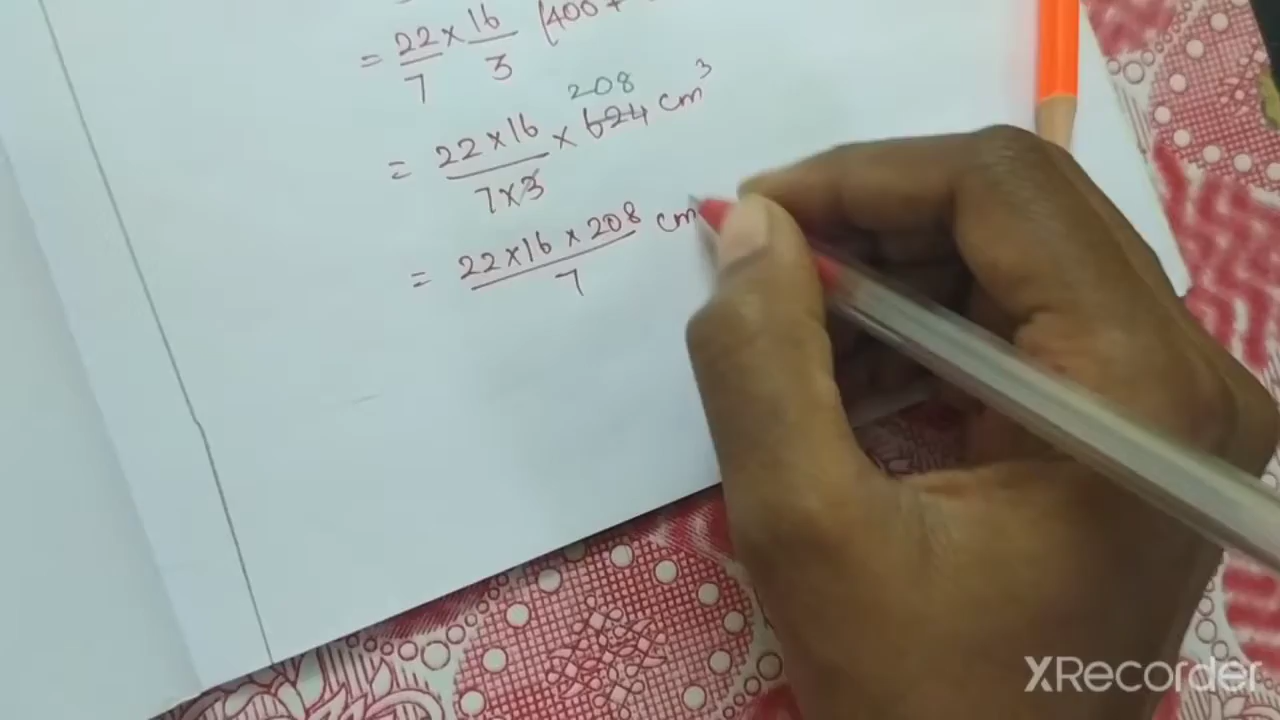 = 22/7 × 16/3 (400 +
208
= 22×16/7×3 × 624 cm³
= 22×16×208/7 cm
XRecorder